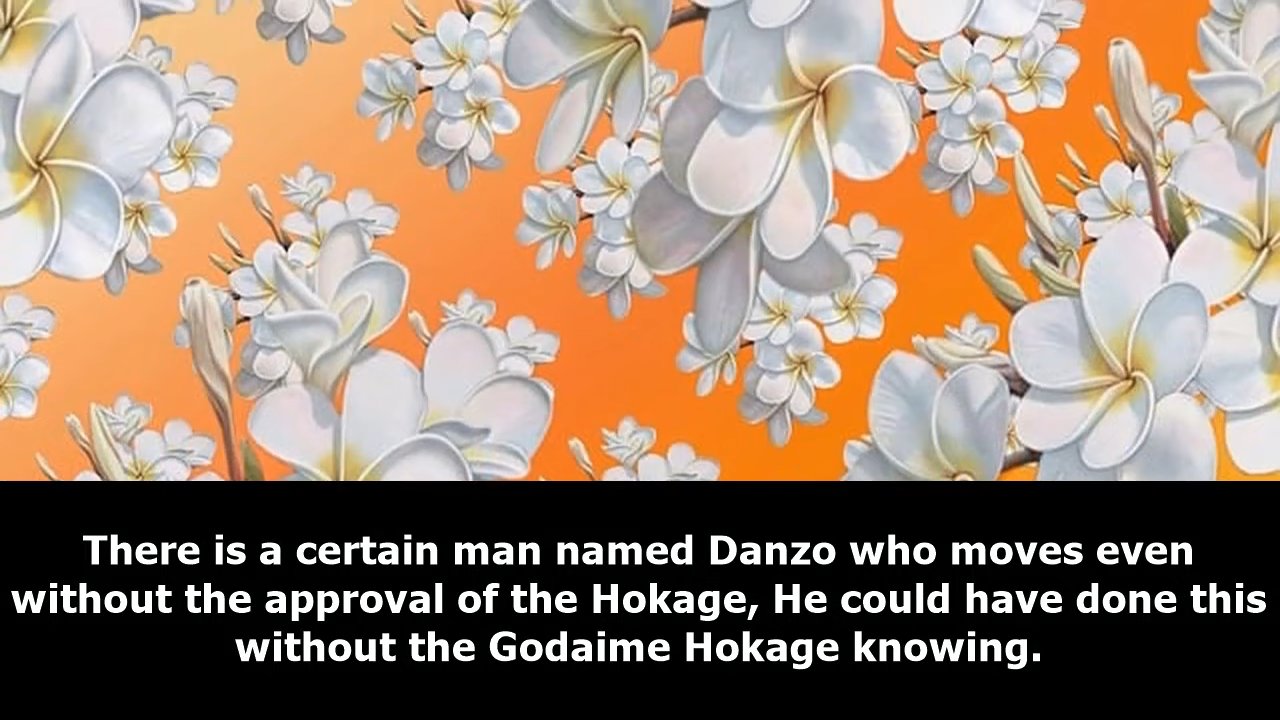 There is a certain man named Danzo who moves even
without the approval of the Hokage, He could have done this
without the Godaime Hokage knowing.